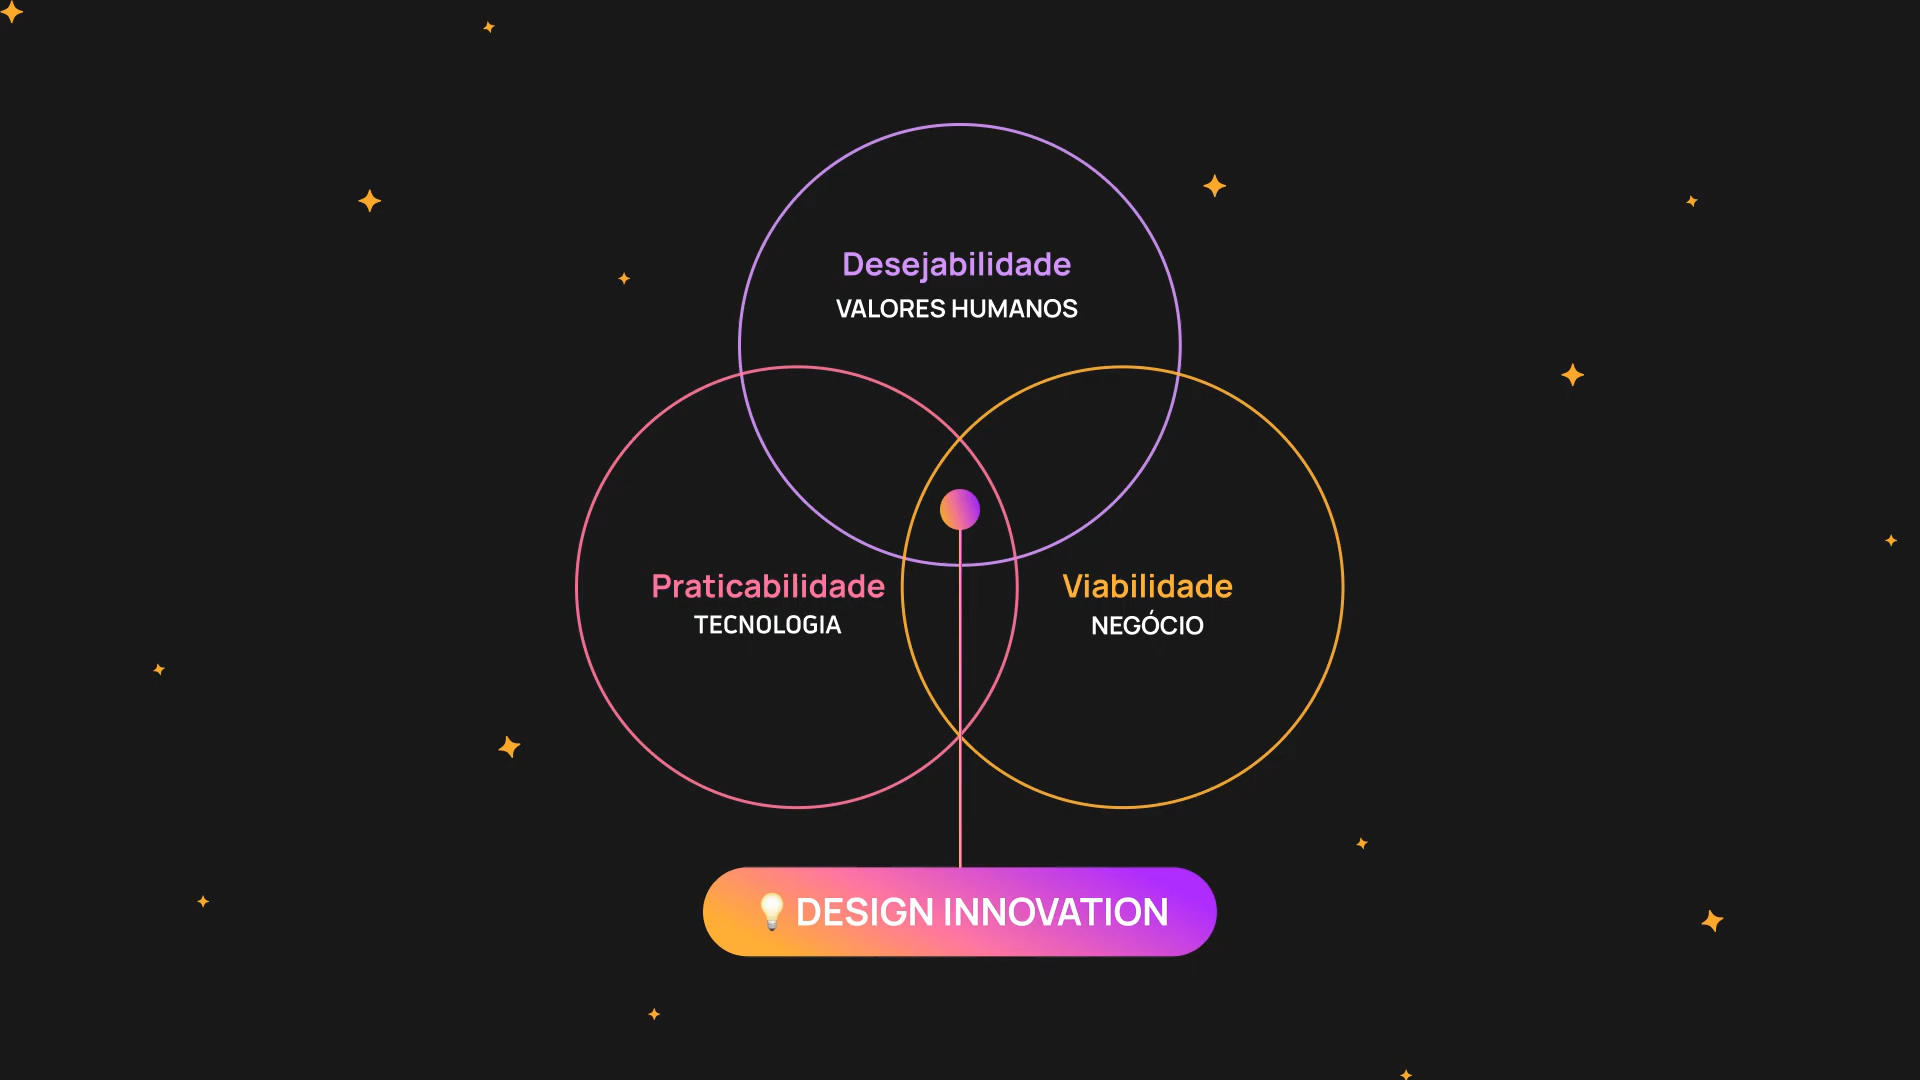 Desejabilidade
VALORES HUMANOS
Praticabilidade
TECNOLOGIA
Viabilidade
NEGÓCIO
💡 DESIGN INNOVATION